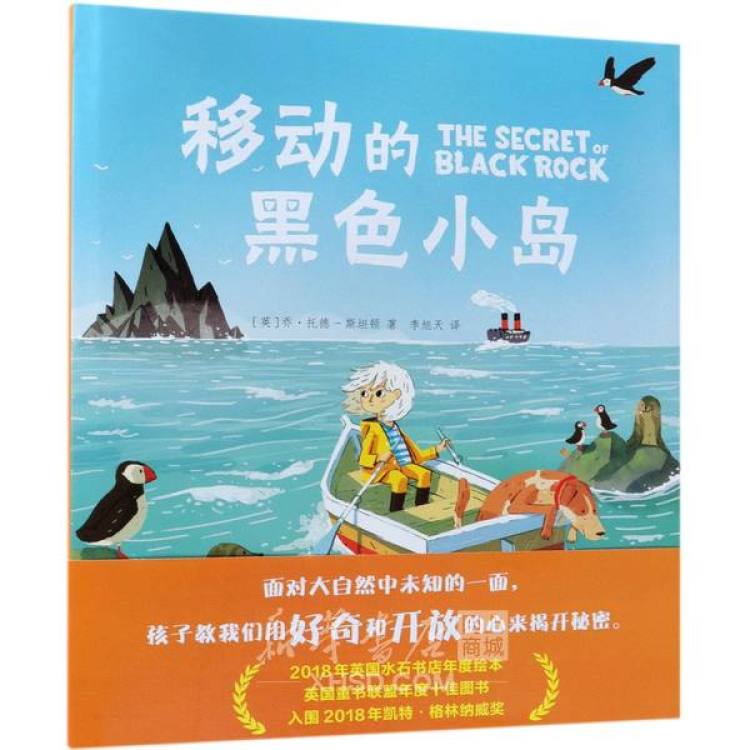 移动的
THE SECRET OF
BLACK ROCK
黑色小岛
[英]乔·托德-斯坦顿 著 李旭天 译
面对大自然中未知的一面,
孩子教我们用好奇和开放的心来揭开秘密。
新华书店
商城
XHSD.COM
2018年英国水石书店年度绘本
英国童书联盟年度十佳图书
入围2018年凯特·格林纳威奖